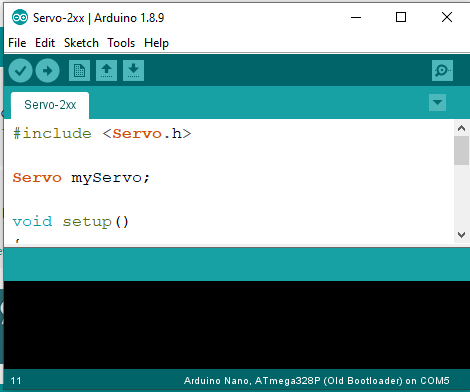 Servo-2xx | Arduino 1.8.9
File Edit Sketch Tools Help
Servo-2xx
#include <Servo.h>
Servo myServo;
void setup()
11
Arduino Nano, ATmega328P (Old Bootloader) on COM5